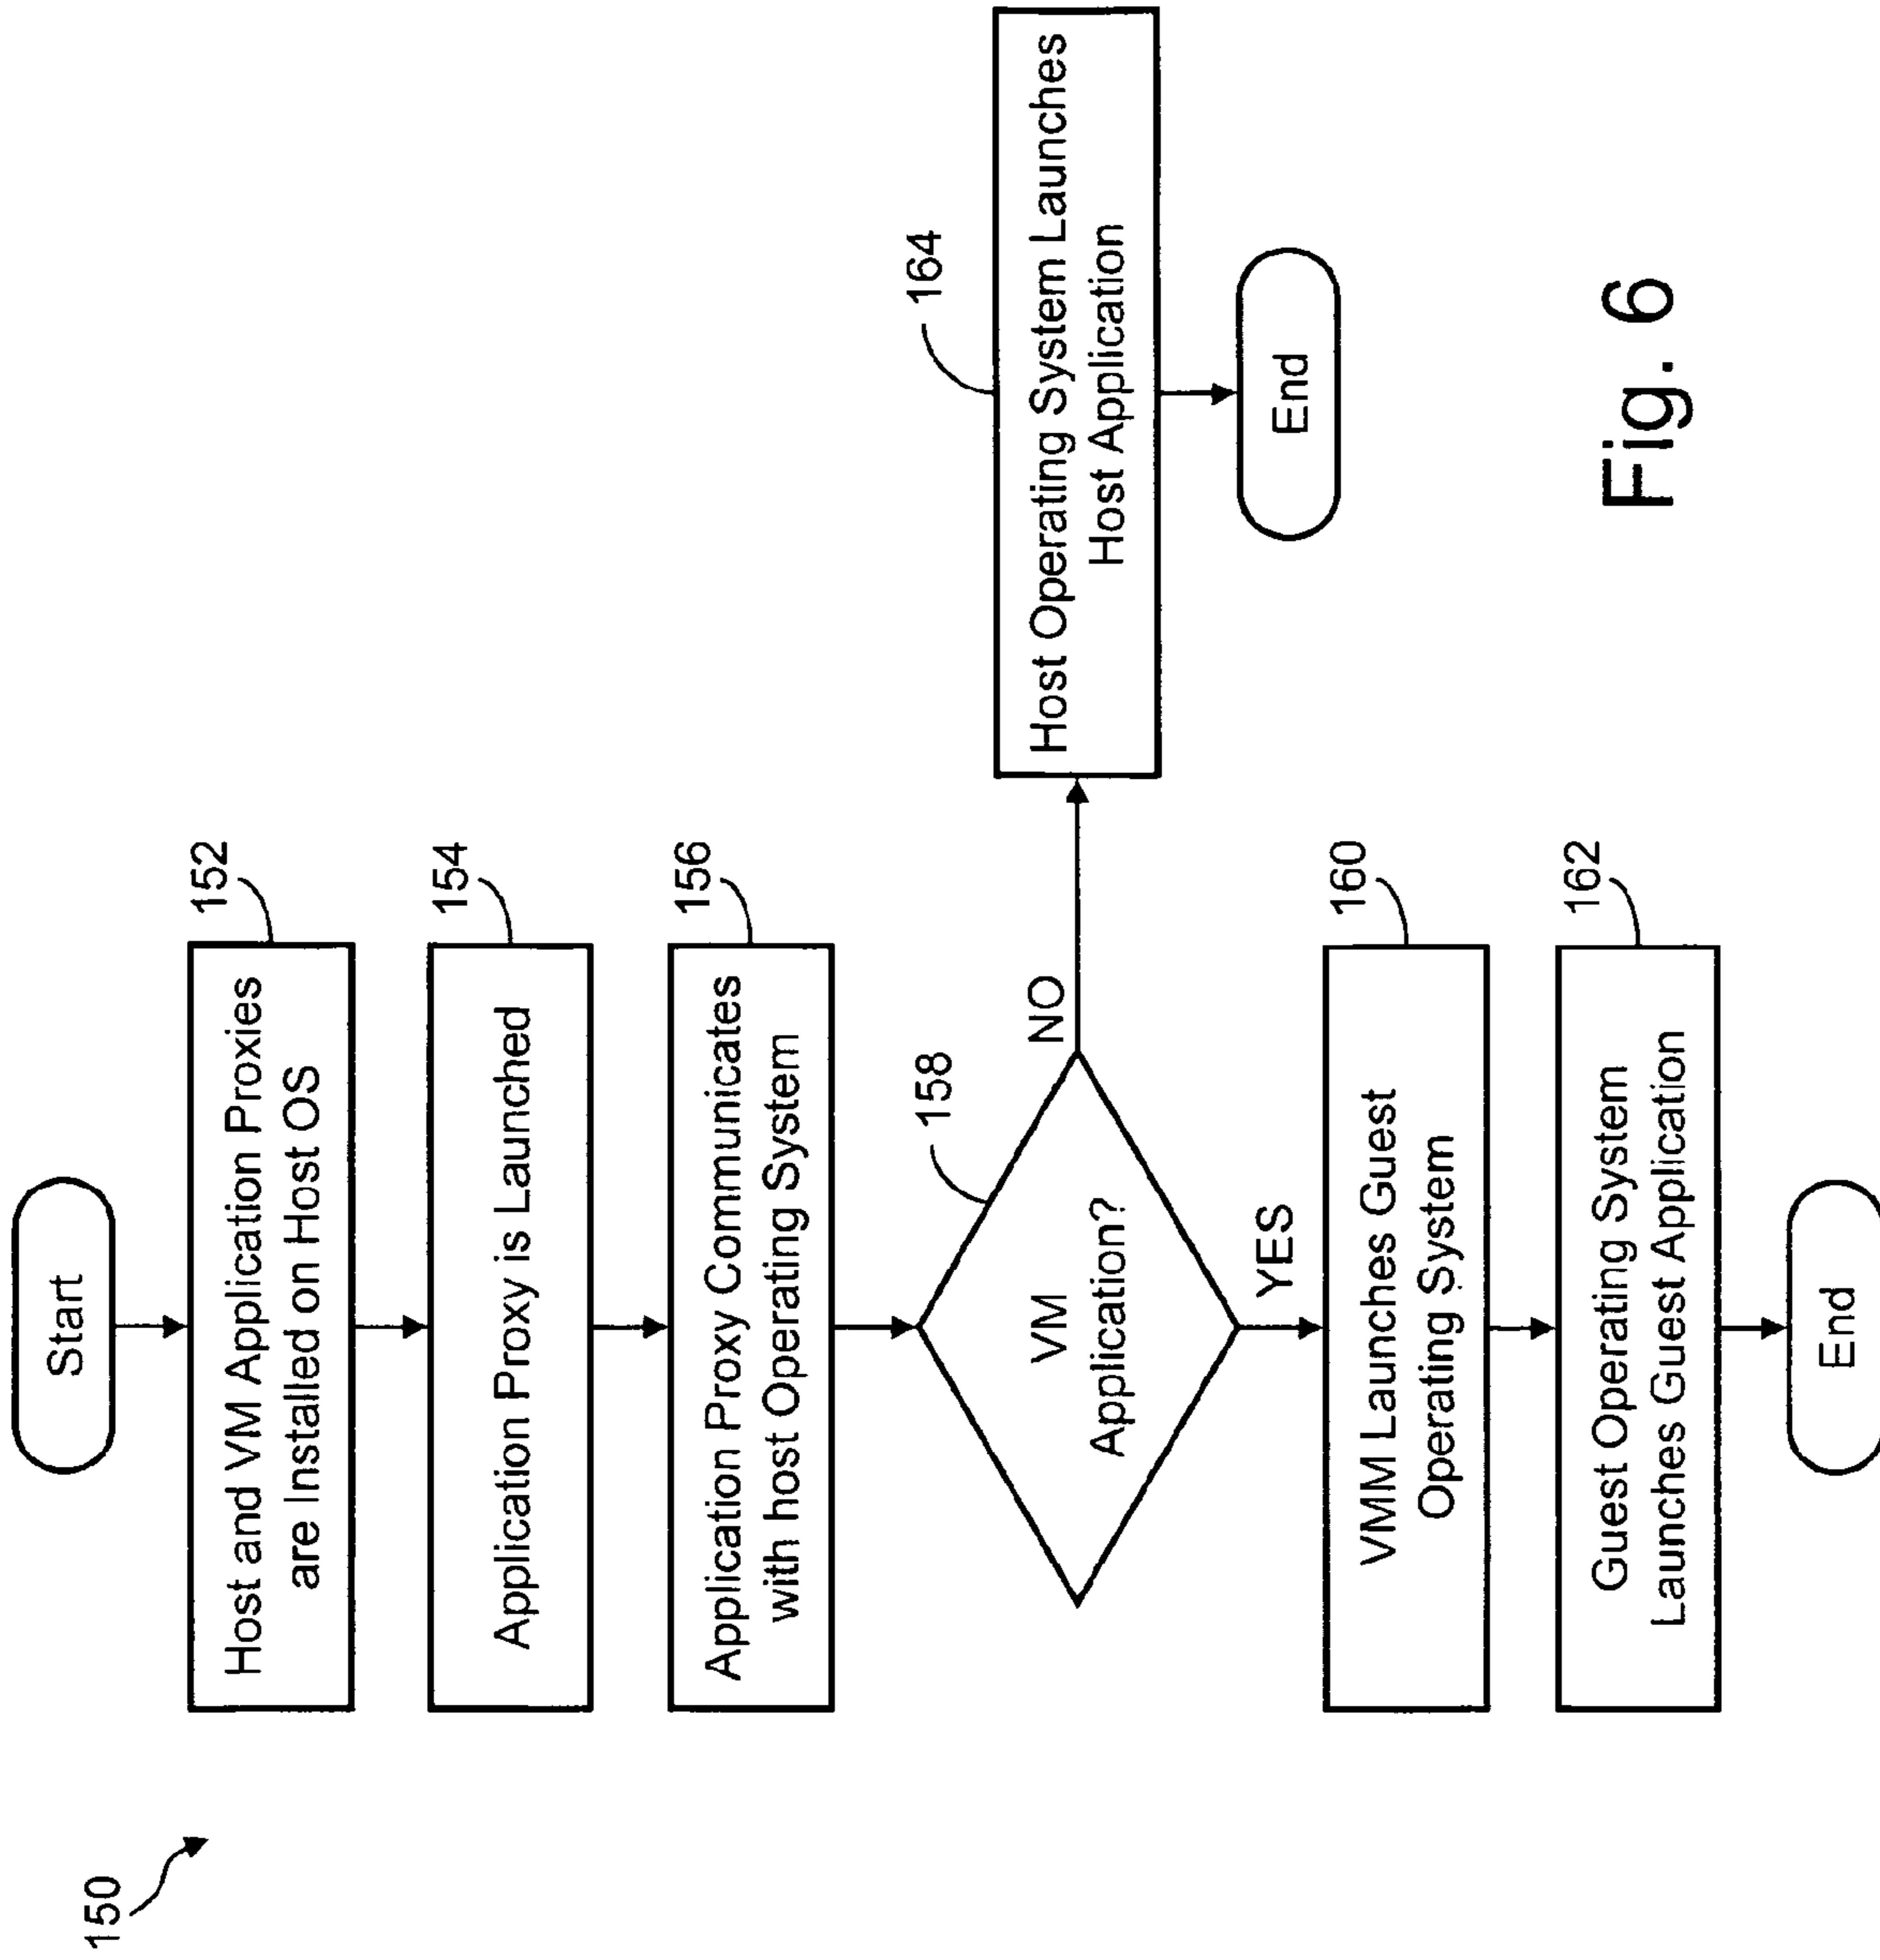 150
Start
152
Host and VM Application Proxies
are Installed on Host OS
154
Application Proxy is Launched
156
Application Proxy Communicates
with host Operating System
158
VM
Application?
NO
YES
164
Host Operating System Launches
Host Application
End
160
VMM Launches Guest
Operating System
162
Guest Operating System
Launches Guest Application
End
Fig. 6